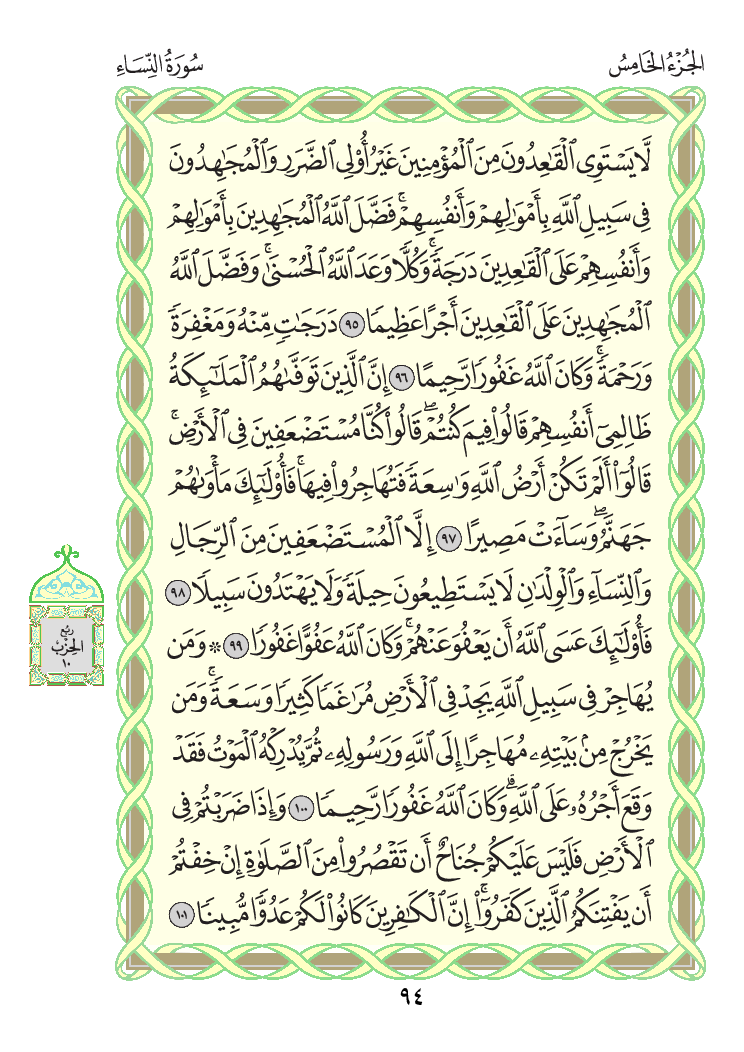 الجُزْءُ الخَامِسُ
سُورَةُ النِّسَاءِ
لَّا يَسْتَوِى ٱلْقَٰعِدُونَ مِنَ ٱلْمُؤْمِنِينَ غَيْرُ أُو۟لِى ٱلضَّرَرِ وَٱلْمُجَٰهِدُونَ
فِى سَبِيلِ ٱللَّهِ بِأَمْوَٰلِهِمْ وَأَنفُسِهِمْ ۚ فَضَّلَ ٱللَّهُ ٱلْمُجَٰهِدِينَ بِأَمْوَٰلِهِمْ
وَأَنفُسِهِمْ عَلَى ٱلْقَٰعِدِينَ دَرَجَةً ۚ وَكُلًّا وَعَدَ ٱللَّهُ ٱلْحُسْنَىٰ ۚ وَفَضَّلَ ٱللَّهُ
ٱلْمُجَٰهِدِينَ عَلَى ٱلْقَٰعِدِينَ أَجْرًا عَظِيمًا ٩٥ دَرَجَٰتٍ مِّنْهُ وَمَغْفِرَةً
وَرَحْمَةً ۚ وَكَانَ ٱللَّهُ غَفُورًا رَّحِيمًا ٩٦ إِنَّ ٱلَّذِينَ تَوَفَّىٰهُمُ ٱلْمَلَٰٓئِكَةُ
ظَالِمِىٓ أَنفُسِهِمْ قَالُوا۟ فِيمَ كُنتُمْ ۖ قَالُوا۟ كُنَّا مُسْتَضْعَفِينَ فِى ٱلْأَرْضِ ۚ
قَالُوٓا۟ أَلَمْ تَكُنْ أَرْضُ ٱللَّهِ وَٰسِعَةً فَتُهَاجِرُوا۟ فِيهَا ۚ فَأُو۟لَٰٓئِكَ مَأْوَىٰهُمْ
جَهَنَّمُ ۖ وَسَآءَتْ مَصِيرًا ٩٧ إِلَّا ٱلْمُسْتَضْعَفِينَ مِنَ ٱلرِّجَالِ
وَٱلنِّسَآءِ وَٱلْوِلْدَٰنِ لَا يَسْتَطِيعُونَ حِيلَةً وَلَا يَهْتَدُونَ سَبِيلًا ٩٨
فَأُو۟لَٰٓئِكَ عَسَى ٱللَّهُ أَن يَعْفُوَ عَنْهُمْ ۚ وَكَانَ ٱللَّهُ عَفُوًّا غَفُورًا ٩٩ * وَمَن
يُهَاجِرْ فِى سَبِيلِ ٱللَّهِ يَجِدْ فِى ٱلْأَرْضِ مُرَٰغَمًا كَثِيرًا وَسَعَةً ۚ وَمَن
يَخْرُجْ مِنۢ بَيْتِهِۦ مُهَاجِرًا إِلَى ٱللَّهِ وَرَسُولِهِۦ ثُمَّ يُدْرِكْهُ ٱلْمَوْتُ فَقَدْ
وَقَعَ أَجْرُهُۥ عَلَى ٱللَّهِ ۗ وَكَانَ ٱللَّهُ غَفُورًا رَّحِيمًا ١٠٠ وَإِذَا ضَرَبْتُمْ فِى
ٱلْأَرْضِ فَلَيْسَ عَلَيْكُمْ جُنَاحٌ أَن تَقْصُرُوا۟ مِنَ ٱلصَّلَوٰةِ إِنْ خِفْتُمْ
أَن يَفْتِنَكُمُ ٱلَّذِينَ كَفَرُوٓا۟ ۚ إِنَّ ٱلْكَٰفِرِينَ كَانُوا۟ لَكُمْ عَدُوًّا مُّبِينًا ١٠١
ربع
الحزب
١٠
٩٤